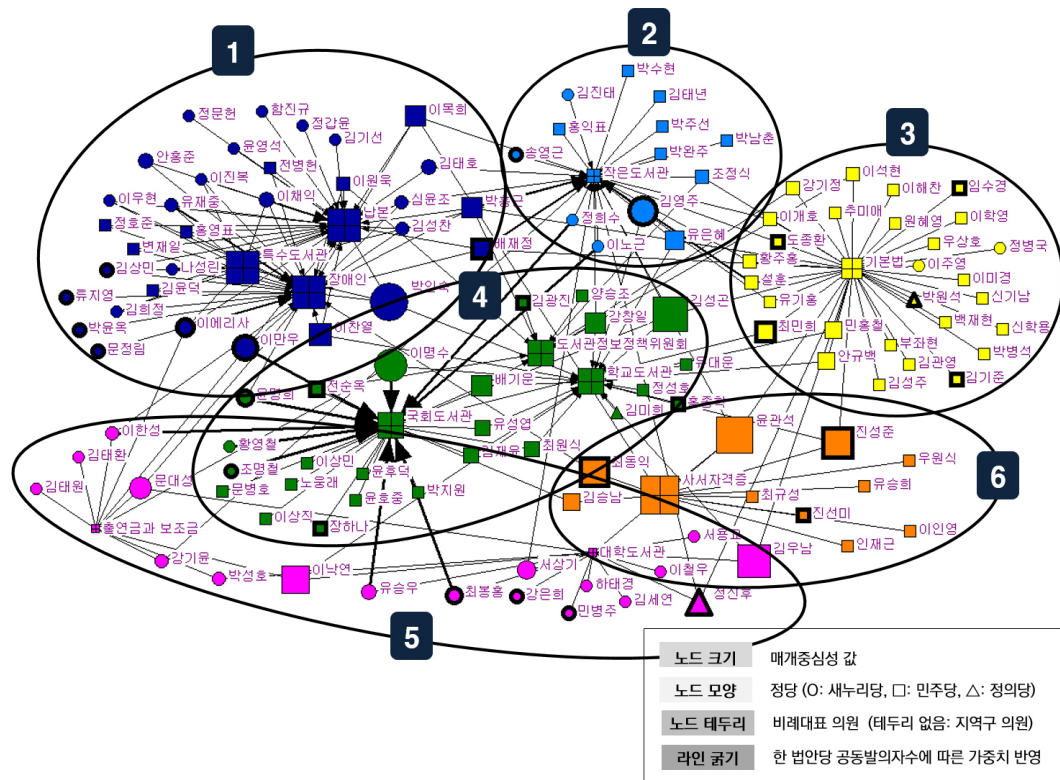 1
2
3
4
5
6
정문헌
함진규
정갑윤
김기선
이목희
윤영석
안홍준
전병헌
이진복
이원욱
김태호
이우현
유재중
이채익
심윤조
박홍근
정호준
홍영표
납본
김성찬
변재일
배재정
김상민
나성린
특수도서관
장애인
류지영
김윤덕
김희정
박인숙
박윤옥
이에리사
이찬열
문정림
이만우
박수현
김진태
김태년
홍익표
박주선
박남춘
송영근
박완주
작은도서관
조정식
정희수
김영주
이노근
유은혜
이석현
강기정
이해찬
임수경
이개호
추미애
원혜영
이학영
도종환
우상호
정병국
황주홍
기본법
이주영
설훈
이미경
유기홍
박원석
신기남
최민희
민홍철
백재현
신학용
부좌현
안규백
김관영
박병석
김성주
김기준
김광진
양승조
강창일
김성곤
도서관정보정책위원회
이명수
학교도서관
유대운
배기운
정성호
홍종학
김미희
윤명희
전순옥
국회도서관
유성엽
황영철
최원식
조명철
이상민
윤후덕
김재윤
문병호
노웅래
윤호중
박지원
이상직
장하나
이한성
김태환
김태원
문대성
출연금과 보조금
강기윤
박성호
이낙연
유승우
최봉홍
서상기
강은희
민병주
대학도서관
하태경
김세연
이철우
서용교
정진후
김우남
윤관석
진성준
최동익
사서자격증
우원식
김승남
최규성
유승희
진선미
이인영
인재근
노드 크기 매개중심성 값
노드 모양 정당 (O: 새누리당, □: 민주당, △: 정의당)
노드 테두리 비례대표 의원 (테두리 없음: 지역구 의원)
라인 굵기 한 법안당 공동발의자수에 따른 가중치 반영